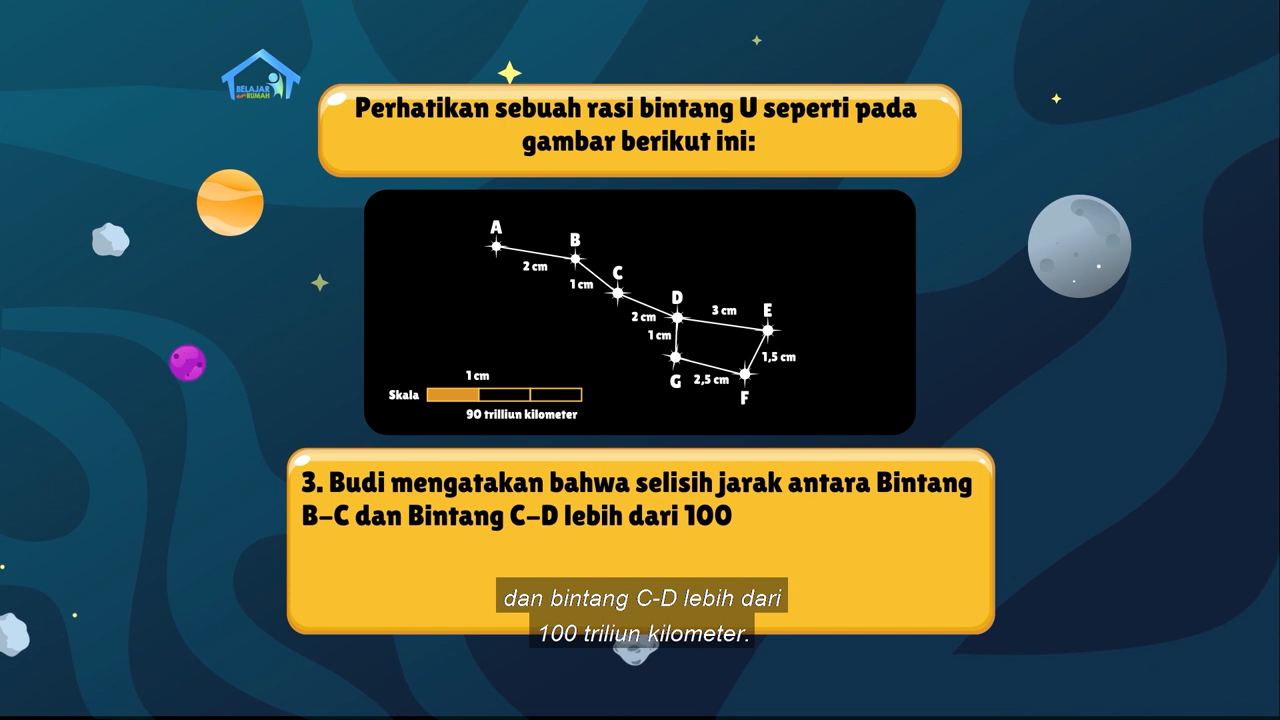 BELAJAR
dari RUMAH
Perhatikan sebuah rasi bintang U seperti pada
gambar berikut ini:
A
B
2 cm
C
1 cm
D
2 cm
3 cm
E
1 cm
1,5 cm
G
2,5 cm
F
1 cm
Skala
90 trilliun kilometer
3. Budi mengatakan bahwa selisih jarak antara Bintang
B-C dan Bintang C-D lebih dari 100
dan bintang C-D lebih dari
100 triliun kilometer.